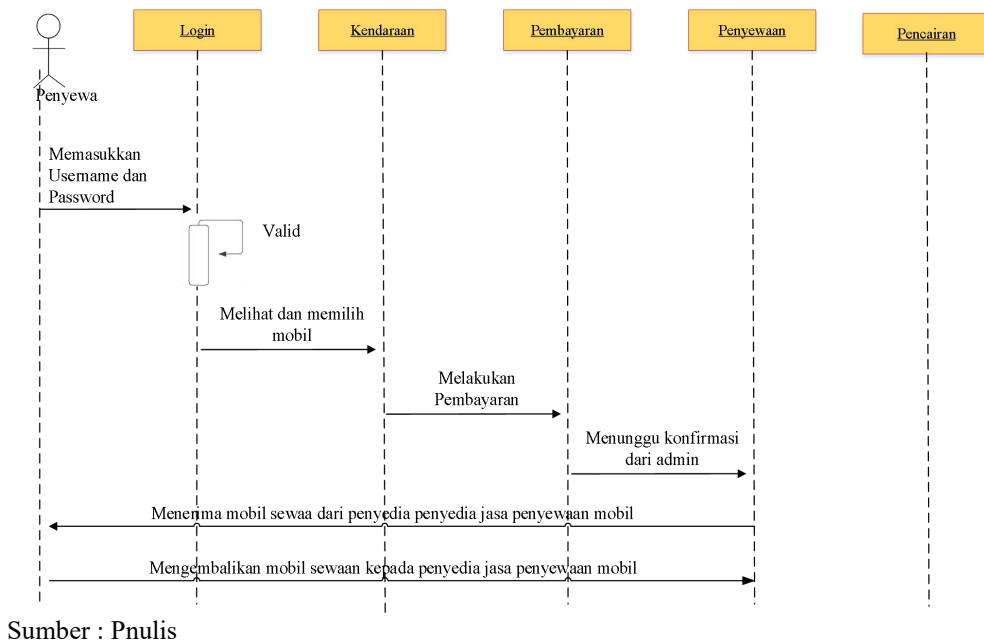 Login
Kendaraan
Pembayaran
Penyewaan
Pencairan
Penyewa
Memasukkan
Username dan
Password
Valid
Melihat dan memilih
mobil
Melakukan
Pembayaran
Menunggu konfirmasi
dari admin
Menerima mobil sewaa dari penyedia penyedia jasa penyewaan mobil
Mengembalikan mobil sewaan kepada penyedia jasa penyewaan mobil
Sumber : Pnulis